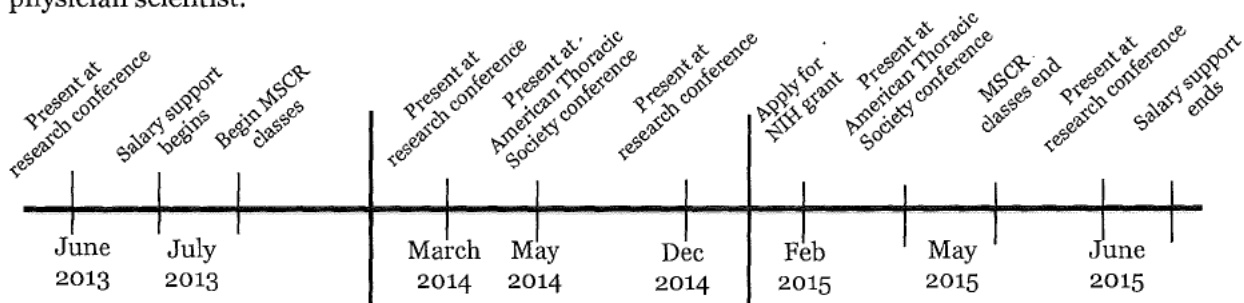 physician scientist.
Present at
research conference
Salary support
begins
Begin MSCR
classes
Present at
research conference
Present at
American Thoracic
Society conference
Present at
research conference
Apply for
NIH grant
Present at
American Thoracic
Society conference
MSCR
classes end
Present at
research conference
Salary support
ends
June
2013
July
2013
March
2014
May
2014
Dec
2014
Feb
2015
May
2015
June
2015